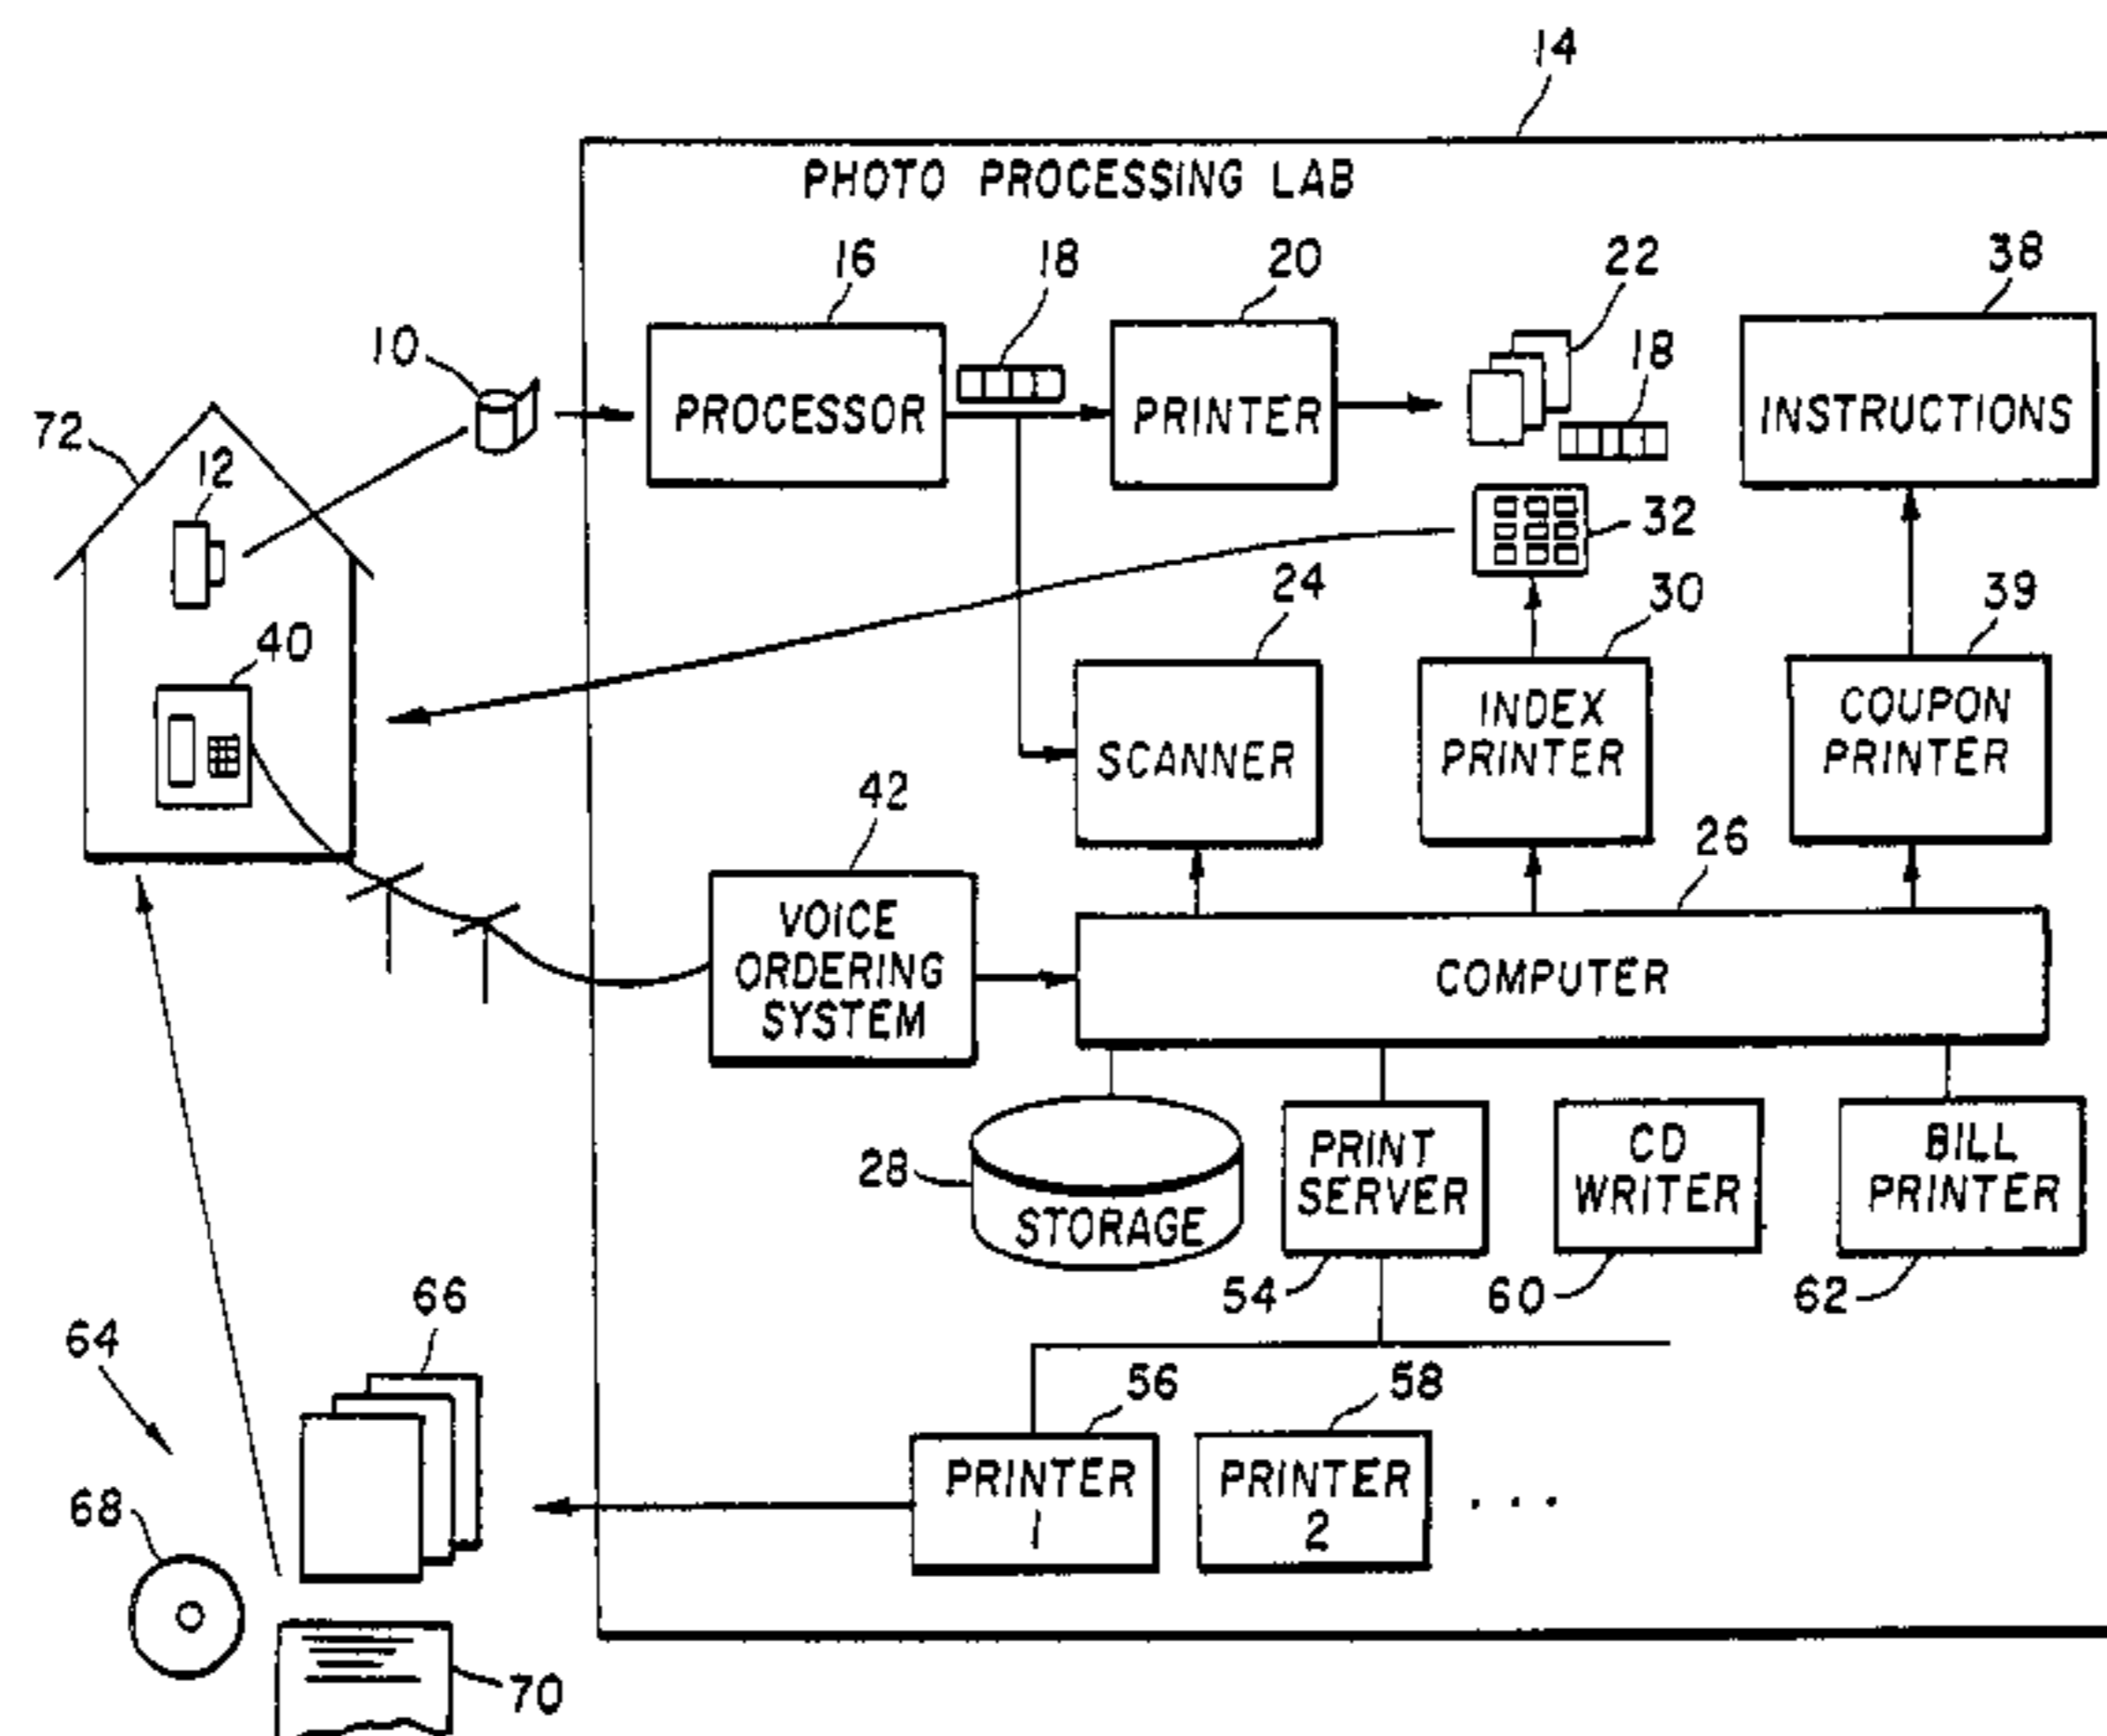 14
PHOTO PROCESSING LAB
16
18
20
22
38
10
18
PROCESSOR
PRINTER
INSTRUCTIONS
72
12
32
24
30
39
40
INDEX
PRINTER
COUPON
PRINTER
SCANNER
42
26
VOICE
ORDERING
SYSTEM
COMPUTER
28
STORAGE
PRINT
SERVER
CD
WRITER
BILL
PRINTER
54
60
62
66
64
56
58
PRINTER
1
PRINTER
2
. . .
68
70